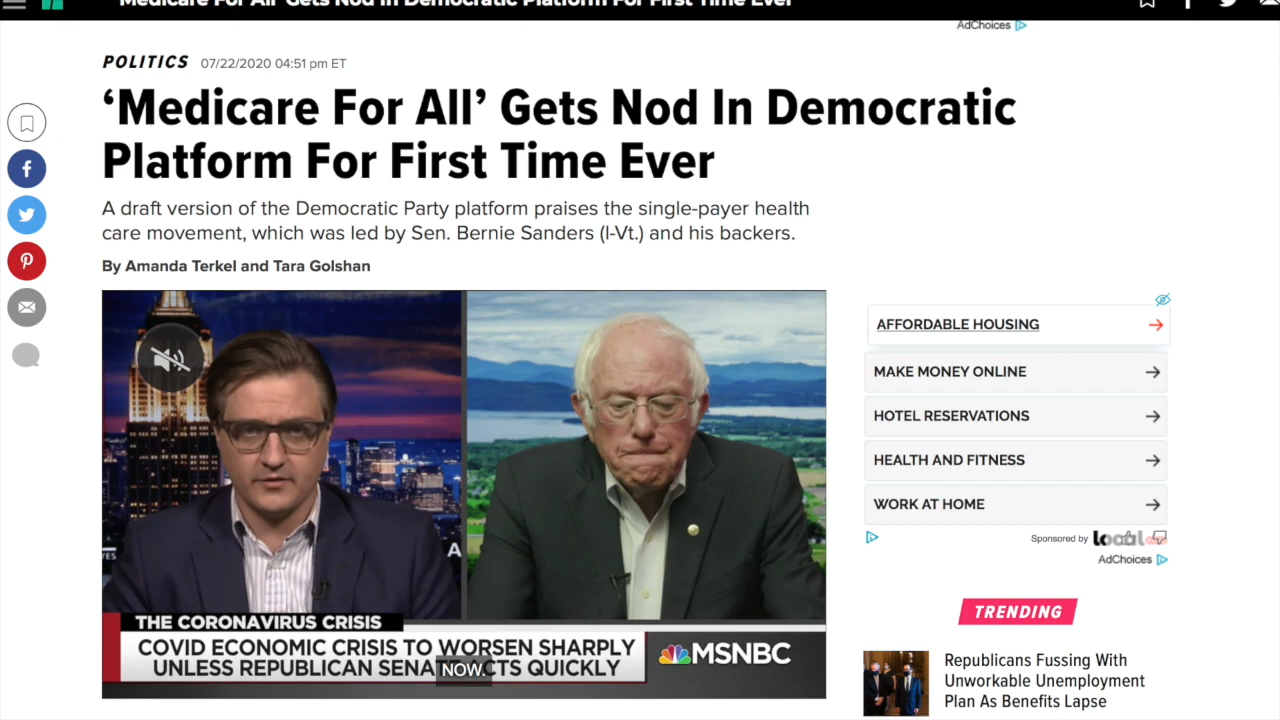 'Medicare For All' Gets Nod In Democratic Platform For First Time Ever
AdChoices
POLITICS 07/22/2020 04:51 pm ET
‘Medicare For All’ Gets Nod In Democratic
Platform For First Time Ever
A draft version of the Democratic Party platform praises the single-payer health
care movement, which was led by Sen. Bernie Sanders (I-Vt.) and his backers.
By Amanda Terkel and Tara Golshan
THE CORONAVIRUS CRISIS
COVID ECONOMIC CRISIS TO WORSEN SHARPLY
UNLESS REPUBLICAN QUICKLY
NOW.
MSNBC
AFFORDABLE HOUSING
MAKE MONEY ONLINE
HOTEL RESERVATIONS
HEALTH AND FITNESS
WORK AT HOME
Sponsored by local
AdChoices
TRENDING
Republicans Fussing With
Unworkable Unemployment
Plan As Benefits Lapse